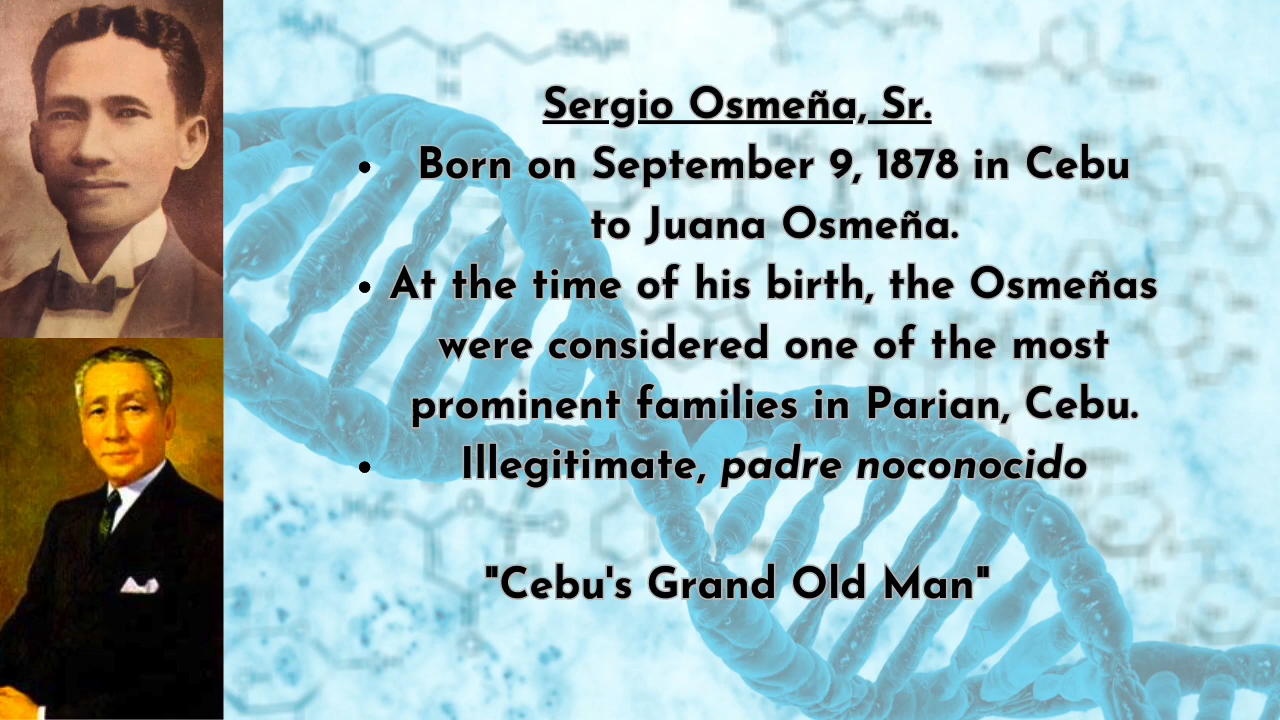 Sergio Osmeña, Sr.
• Born on September 9, 1878 in Cebu
to Juana Osmeña.
• At the time of his birth, the Osmeñas
were considered one of the most
prominent families in Parian, Cebu.
• Illegitimate, padre noconocido
"Cebu's Grand Old Man"